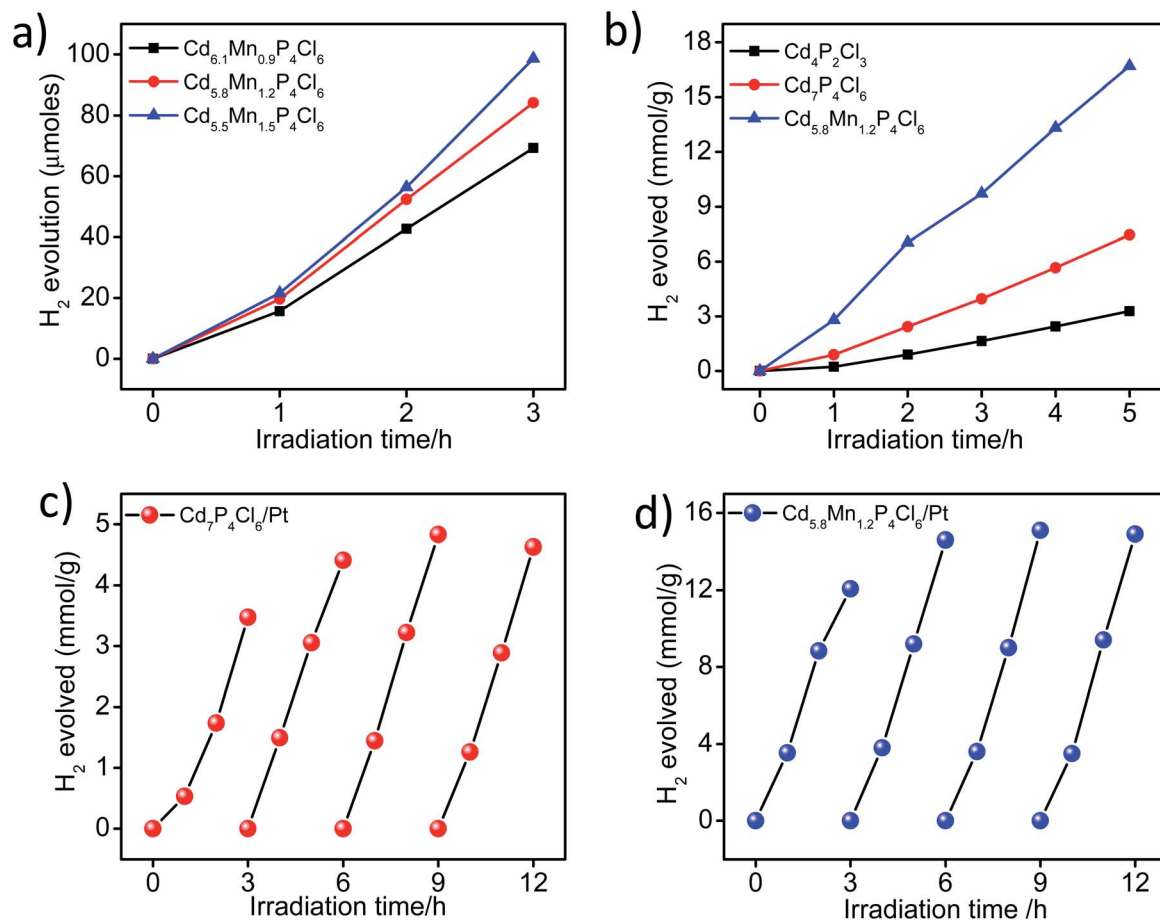 a)
Cd6.1Mn0.9P4Cl6
Cd5.8Mn1.2P4Cl6
Cd5.5Mn1.5P4Cl6
H2 evolution (μmoles)
100
80
60
40
20
0
0 1 2 3
Irradiation time/h
b)
Cd4P2Cl3
Cd7P4Cl6
Cd5.8Mn1.2P4Cl6
H2 evolved (mmol/g)
18
15
12
9
6
3
0
0 1 2 3 4 5
Irradiation time/h
c)
Cd7P4Cl6/Pt
H2 evolved (mmol/g)
5
4
3
2
1
0
0 3 6 9 12
Irradiation time/h
d)
Cd5.8Mn1.2P4Cl6/Pt
H2 evolved (mmol/g)
16
12
8
4
0
0 3 6 9 12
Irradiation time /h